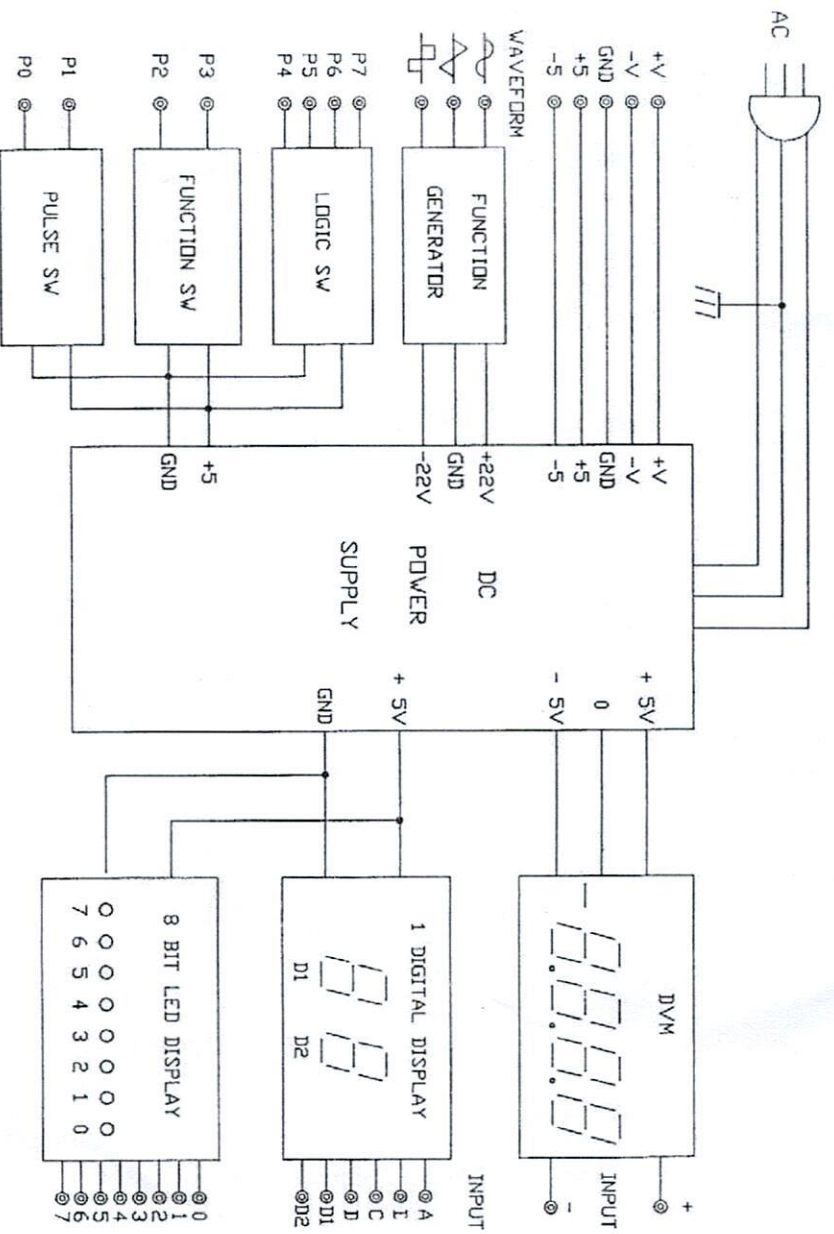 AC
+V
-V
GND
+5
-5
WAVEFORM
FUNCTION
GENERATOR
P7
P6
P5
P4
LOGIC SW
P3
P2
FUNCTION SW
P1
P0
PULSE SW
+V
-V
GND
+5
-5
+22V
GND
-22V
+5
GND
DC
POWER
SUPPLY
+ 5V
0
- 5V
+ 5V
GND
DVM
+
INPUT
-
1 DIGITAL DISPLAY
D1 D2
INPUT
A
C
D
D1
D2
8 BIT LED DISPLAY
7 6 5 4 3 2 1 0
0
1
2
3
4
5
6
7